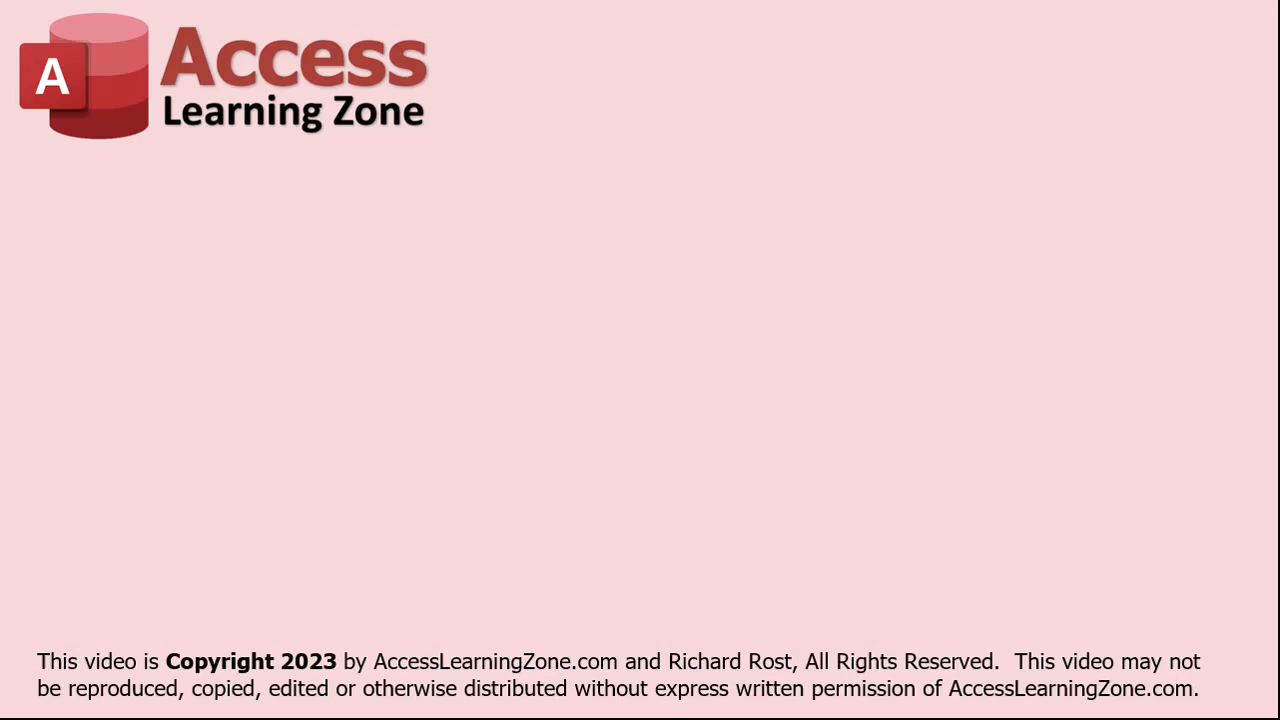 A
Access
Learning Zone
This video is Copyright 2023 by AccessLearningZone.com and Richard Rost, All Rights Reserved.  This video may not
be reproduced, copied, edited or otherwise distributed without express written permission of AccessLearningZone.com.